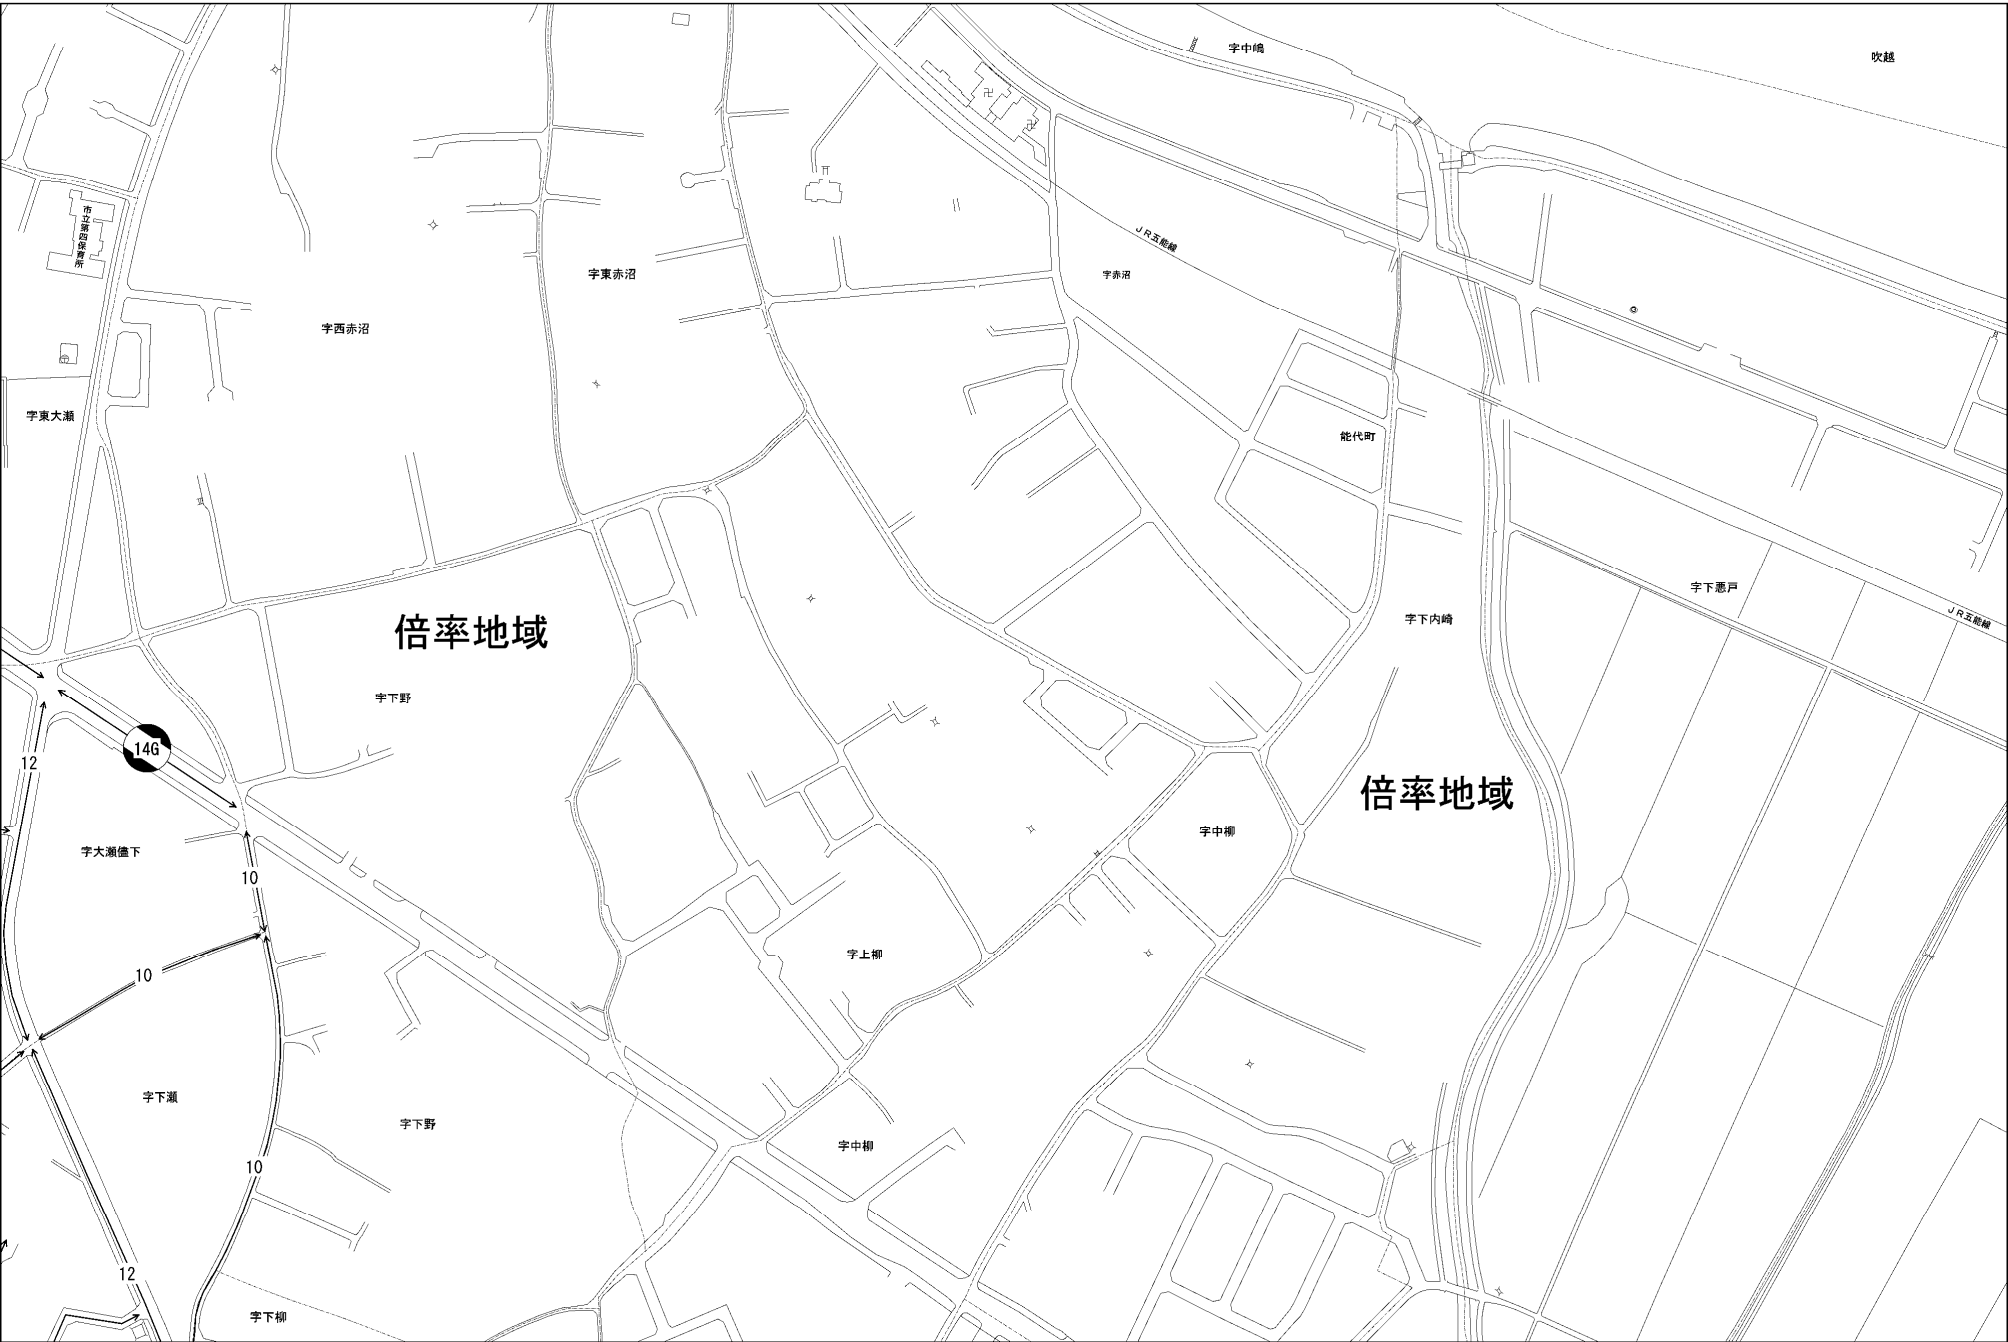 字中嶋
吹越
市立第四保育所
JR五能線
字東赤沼
字赤沼
字西赤沼
字東大瀬
能代町
字下悪戸
JR五能線
字下内崎
倍率地域
字下野
14G
12
倍率地域
字中柳
字大瀬儘下
10
字上柳
10
字下瀬
字下野
字中柳
10
12
字下柳